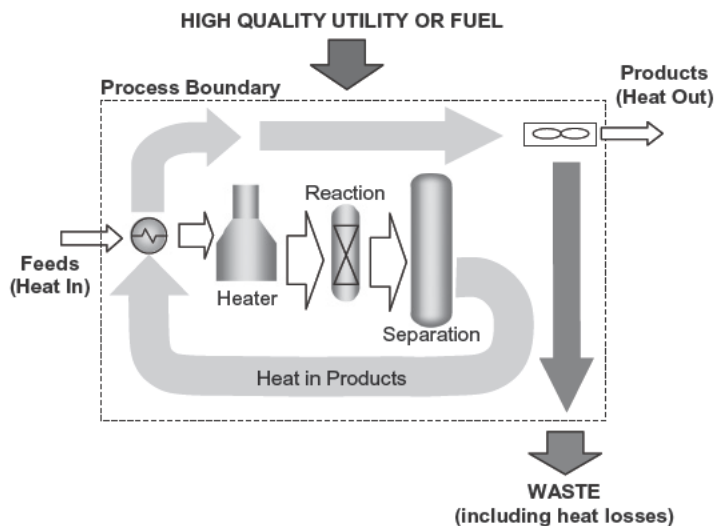 HIGH QUALITY UTILITY OR FUEL
Process Boundary
Products
(Heat Out)
Reaction
Feeds
(Heat In)
Heater
Separation
Heat in Products
WASTE
(including heat losses)